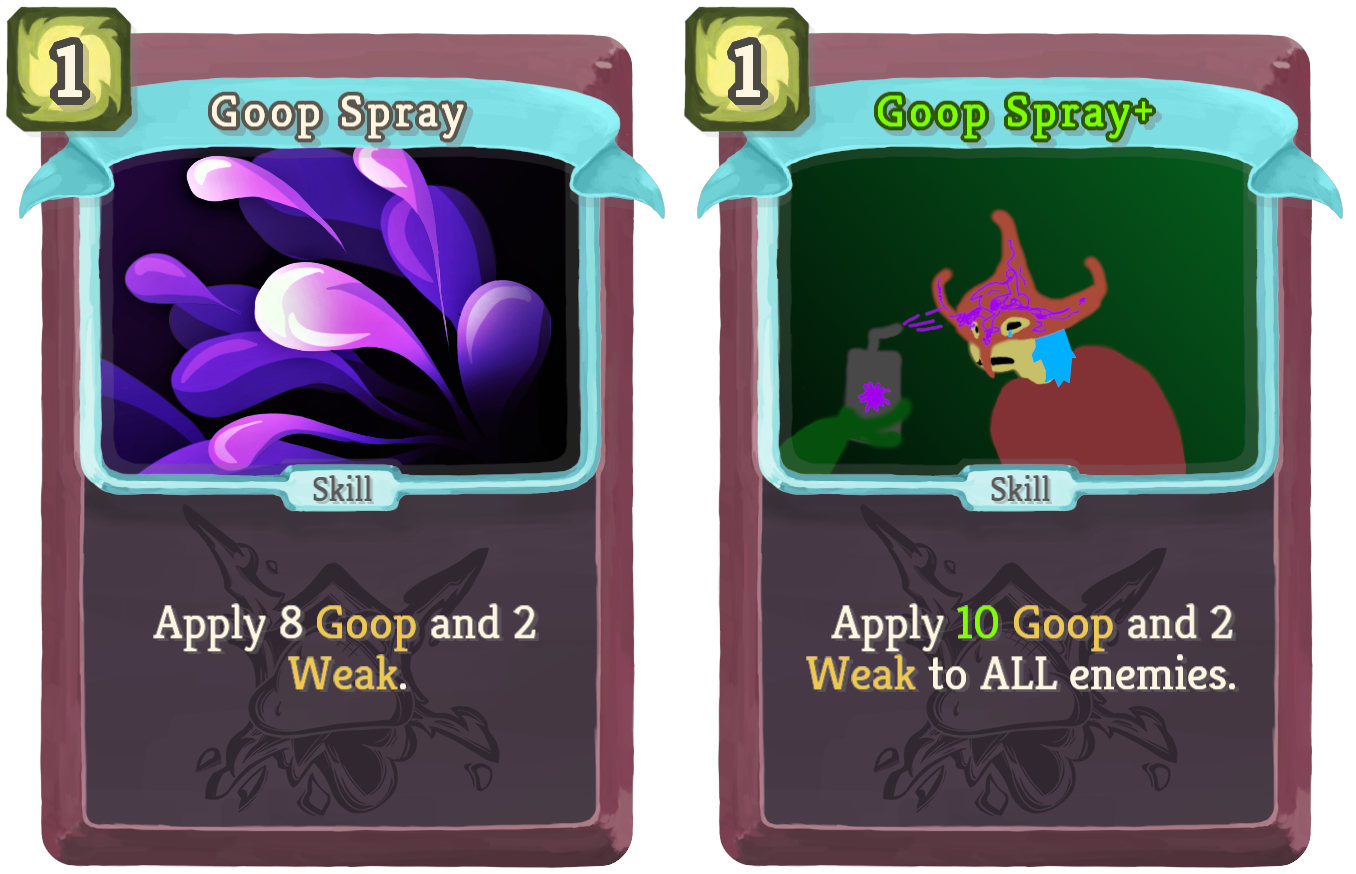 1
Goop Spray
Skill
Apply 8 Goop and 2
Weak.
1
Goop Spray+
Skill
Apply 10 Goop and 2
Weak to ALL enemies.